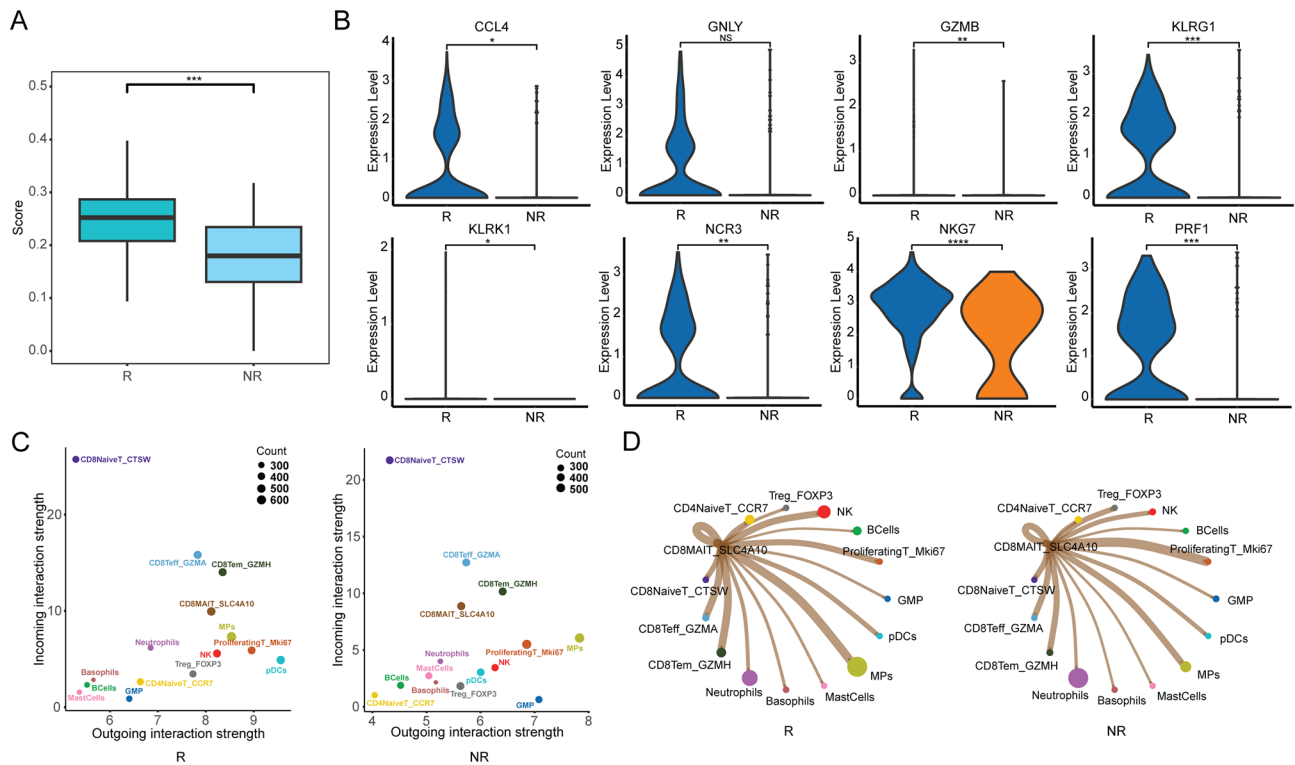 A
Score
0.5
0.4
0.3
0.2
0.1
0.0
***
R
NR
B
CCL4
Expression Level
4
3
2
1
0
*
R
NR
GNLY
Expression Level
5
4
3
2
1
0
NS
R
NR
GZMB
Expression Level
3
2
1
0
**
R
NR
KLRG1
Expression Level
3
2
1
0
***
R
NR
KLRK1
Expression Level
2
1
0
*
R
NR
NCR3
Expression Level
3
2
1
0
**
R
NR
NKG7
Expression Level
5
4
3
2
1
0
****
R
NR
PRF1
Expression Level
3
2
1
0
***
R
NR
C
Incoming interaction strength
20
10
0
CD8NaiveT_CTSW
Count
300
400
500
600
CD8Teff_GZMA
CD8Tem_GZMH
CD8MAIT_SLC4A10
MPs
Neutrophils
ProliferatingT_Mki67
NK
Treg_FOXP3
pDCs
Basophils
CD4NaiveT_CCR7
BCells
MastCells
GMP
6
7
8
9
Outgoing interaction strength
R
Incoming interaction strength
20
15
10
5
0
CD8NaiveT_CTSW
Count
300
400
500
CD8Teff_GZMA
CD8Tem_GZMH
CD8MAIT_SLC4A10
ProliferatingT_Mki67
MPs
Neutrophils
NK
MastCells
pDCs
BCells
Basophils
Treg_FOXP3
CD4NaiveT_CCR7
GMP
4
5
6
7
8
Outgoing interaction strength
NR
D
Treg_FOXP3
CD4NaiveT_CCR7
NK
BCells
CD8MAIT_SLC4A10
ProliferatingT_Mki67
CD8NaiveT_CTSW
GMP
CD8Teff_GZMA
pDCs
CD8Tem_GZMH
MPs
Neutrophils
MastCells
Basophils
R
Treg_FOXP3
CD4NaiveT_CCR7
NK
BCells
CD8MAIT_SLC4A10
ProliferatingT_Mki67
CD8NaiveT_CTSW
GMP
CD8Teff_GZMA
pDCs
CD8Tem_GZMH
MPs
Neutrophils
MastCells
Basophils
NR